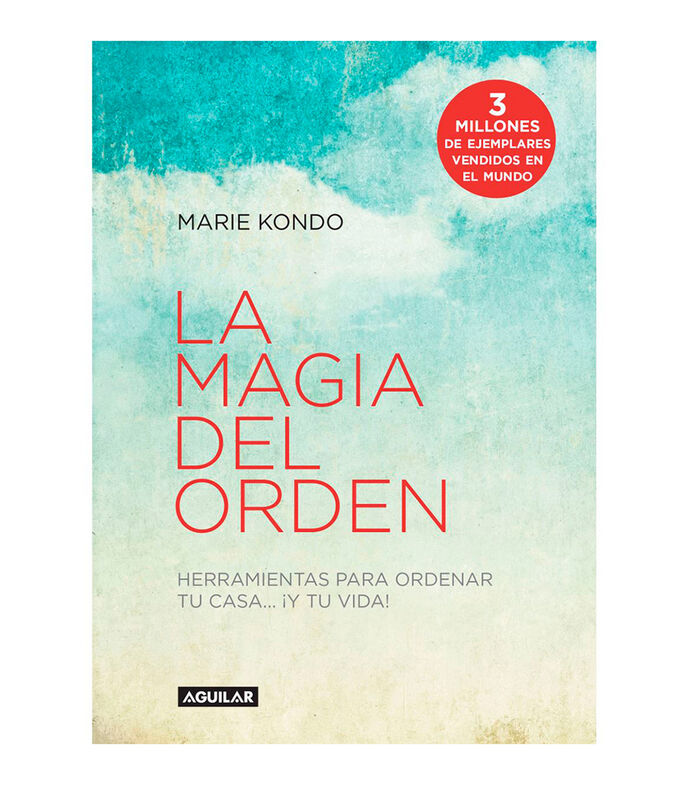 3
MILLONES
DE EJEMPLARES
VENDIDOS EN
EL MUNDO
MARIE KONDO
LA
MAGIA
DEL
ORDEN
HERRAMIENTAS PARA ORDENAR
TU CASA... ¡Y TU VIDA!
AGUILAR